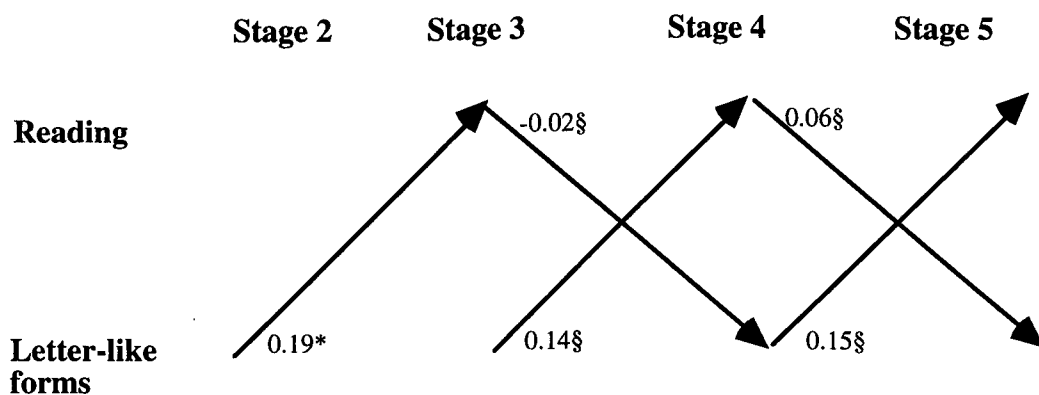 Stage 2 Stage 3 Stage 4 Stage 5
Reading
-0.02§ 0.06§
0.19* 0.14§ 0.15§
Letter-like
forms